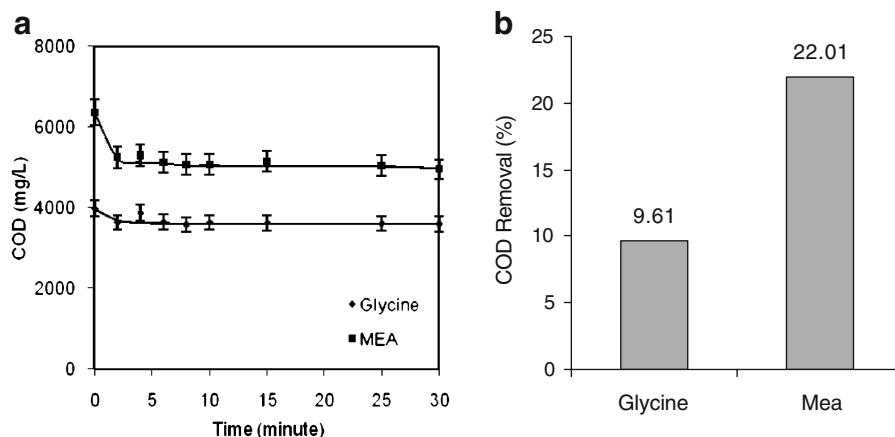 a
8000
6000
4000
2000
0
COD (mg/L)
Glycine
MEA
0 5 10 15 20 25 30
Time (minute)
b
25
20
15
10
5
0
COD Removal (%)
9.61
22.01
Glycine Mea